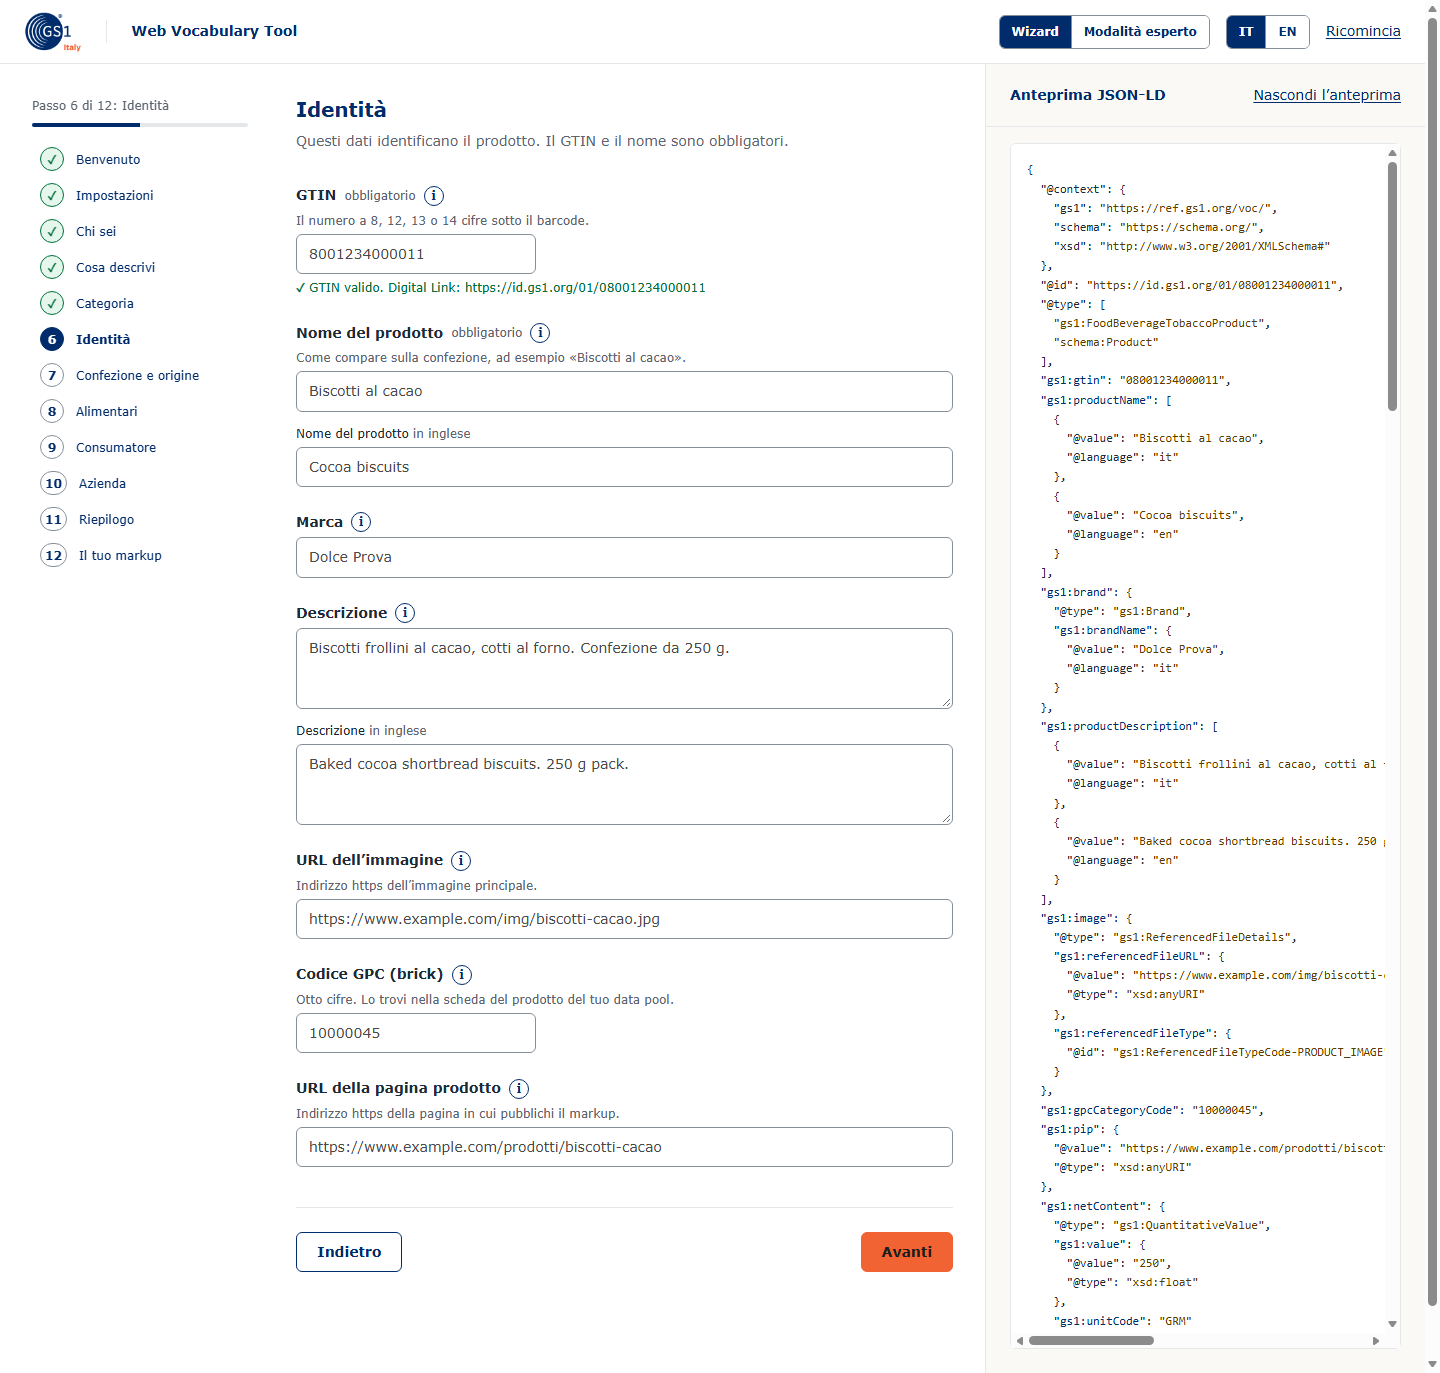 GS1
Italy
Web Vocabulary Tool
Wizard
Modalità esperto
IT
EN
Ricomincia
Passo 6 di 12: Identità
✓ Benvenuto
✓ Impostazioni
✓ Chi sei
✓ Cosa descrivi
✓ Categoria
6 Identità
7 Confezione e origine
8 Alimentari
9 Consumatore
10 Azienda
11 Riepilogo
12 Il tuo markup
Identità
Questi dati identificano il prodotto. Il GTIN e il nome sono obbligatori.
GTIN obbligatorio i
Il numero a 8, 12, 13 o 14 cifre sotto il barcode.
8001234000011
✓ GTIN valido. Digital Link: https://id.gs1.org/01/08001234000011
Nome del prodotto obbligatorio i
Come compare sulla confezione, ad esempio «Biscotti al cacao».
Biscotti al cacao
Nome del prodotto in inglese
Cocoa biscuits
Marca i
Dolce Prova
Descrizione i
Biscotti frollini al cacao, cotti al forno. Confezione da 250 g.
Descrizione in inglese
Baked cocoa shortbread biscuits. 250 g pack.
URL dell’immagine i
Indirizzo https dell’immagine principale.
https://www.example.com/img/biscotti-cacao.jpg
Codice GPC (brick) i
Otto cifre. Lo trovi nella scheda del prodotto del tuo data pool.
10000045
URL della pagina prodotto i
Indirizzo https della pagina in cui pubblichi il markup.
https://www.example.com/prodotti/biscotti-cacao
Indietro
Avanti
Anteprima JSON-LD
Nascondi l’anteprima
{
"@context": {
"gs1": "https://ref.gs1.org/voc/",
"schema": "https://schema.org/",
"xsd": "http://www.w3.org/2001/XMLSchema#"
},
"@id": "https://id.gs1.org/01/08001234000011",
"@type": [
"gs1:FoodBeverageTobaccoProduct",
"schema:Product"
],
"gs1:gtin": "08001234000011",
"gs1:productName": [
{
"@value": "Biscotti al cacao",
"@language": "it"
},
{
"@value": "Cocoa biscuits",
"@language": "en"
}
],
"gs1:brand": {
"@type": "gs1:Brand",
"gs1:brandName": {
"@value": "Dolce Prova",
"@language": "it"
}
},
"gs1:productDescription": [
{
"@value": "Biscotti frollini al cacao, cotti al
"@language": "it"
},
{
"@value": "Baked cocoa shortbread biscuits. 250
"@language": "en"
}
],
"gs1:image": {
"@type": "gs1:ReferencedFileDetails",
"gs1:referencedFileURL": {
"@value": "https://www.example.com/img/biscotti-
"@type": "xsd:anyURI"
},
"gs1:referencedFileType": {
"@id": "gs1:ReferencedFileTypeCode-PRODUCT_IMAGE
}
},
"gs1:gpcCategoryCode": "10000045",
"gs1:pip": {
"@value": "https://www.example.com/prodotti/biscott
"@type": "xsd:anyURI"
},
"gs1:netContent": {
"@type": "gs1:QuantitativeValue",
"gs1:value": {
"@value": "250",
"@type": "xsd:float"
},
"gs1:unitCode": "GRM"